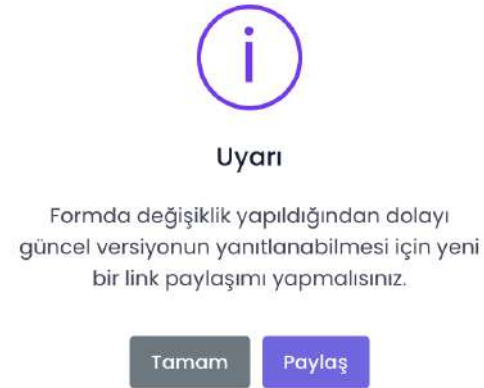 Uyarı
Formda değişiklik yapıldığından dolayı
güncel versiyonun yanıtlanabilmesi için yeni
bir link paylaşımı yapmalısınız.
Tamam Paylaş